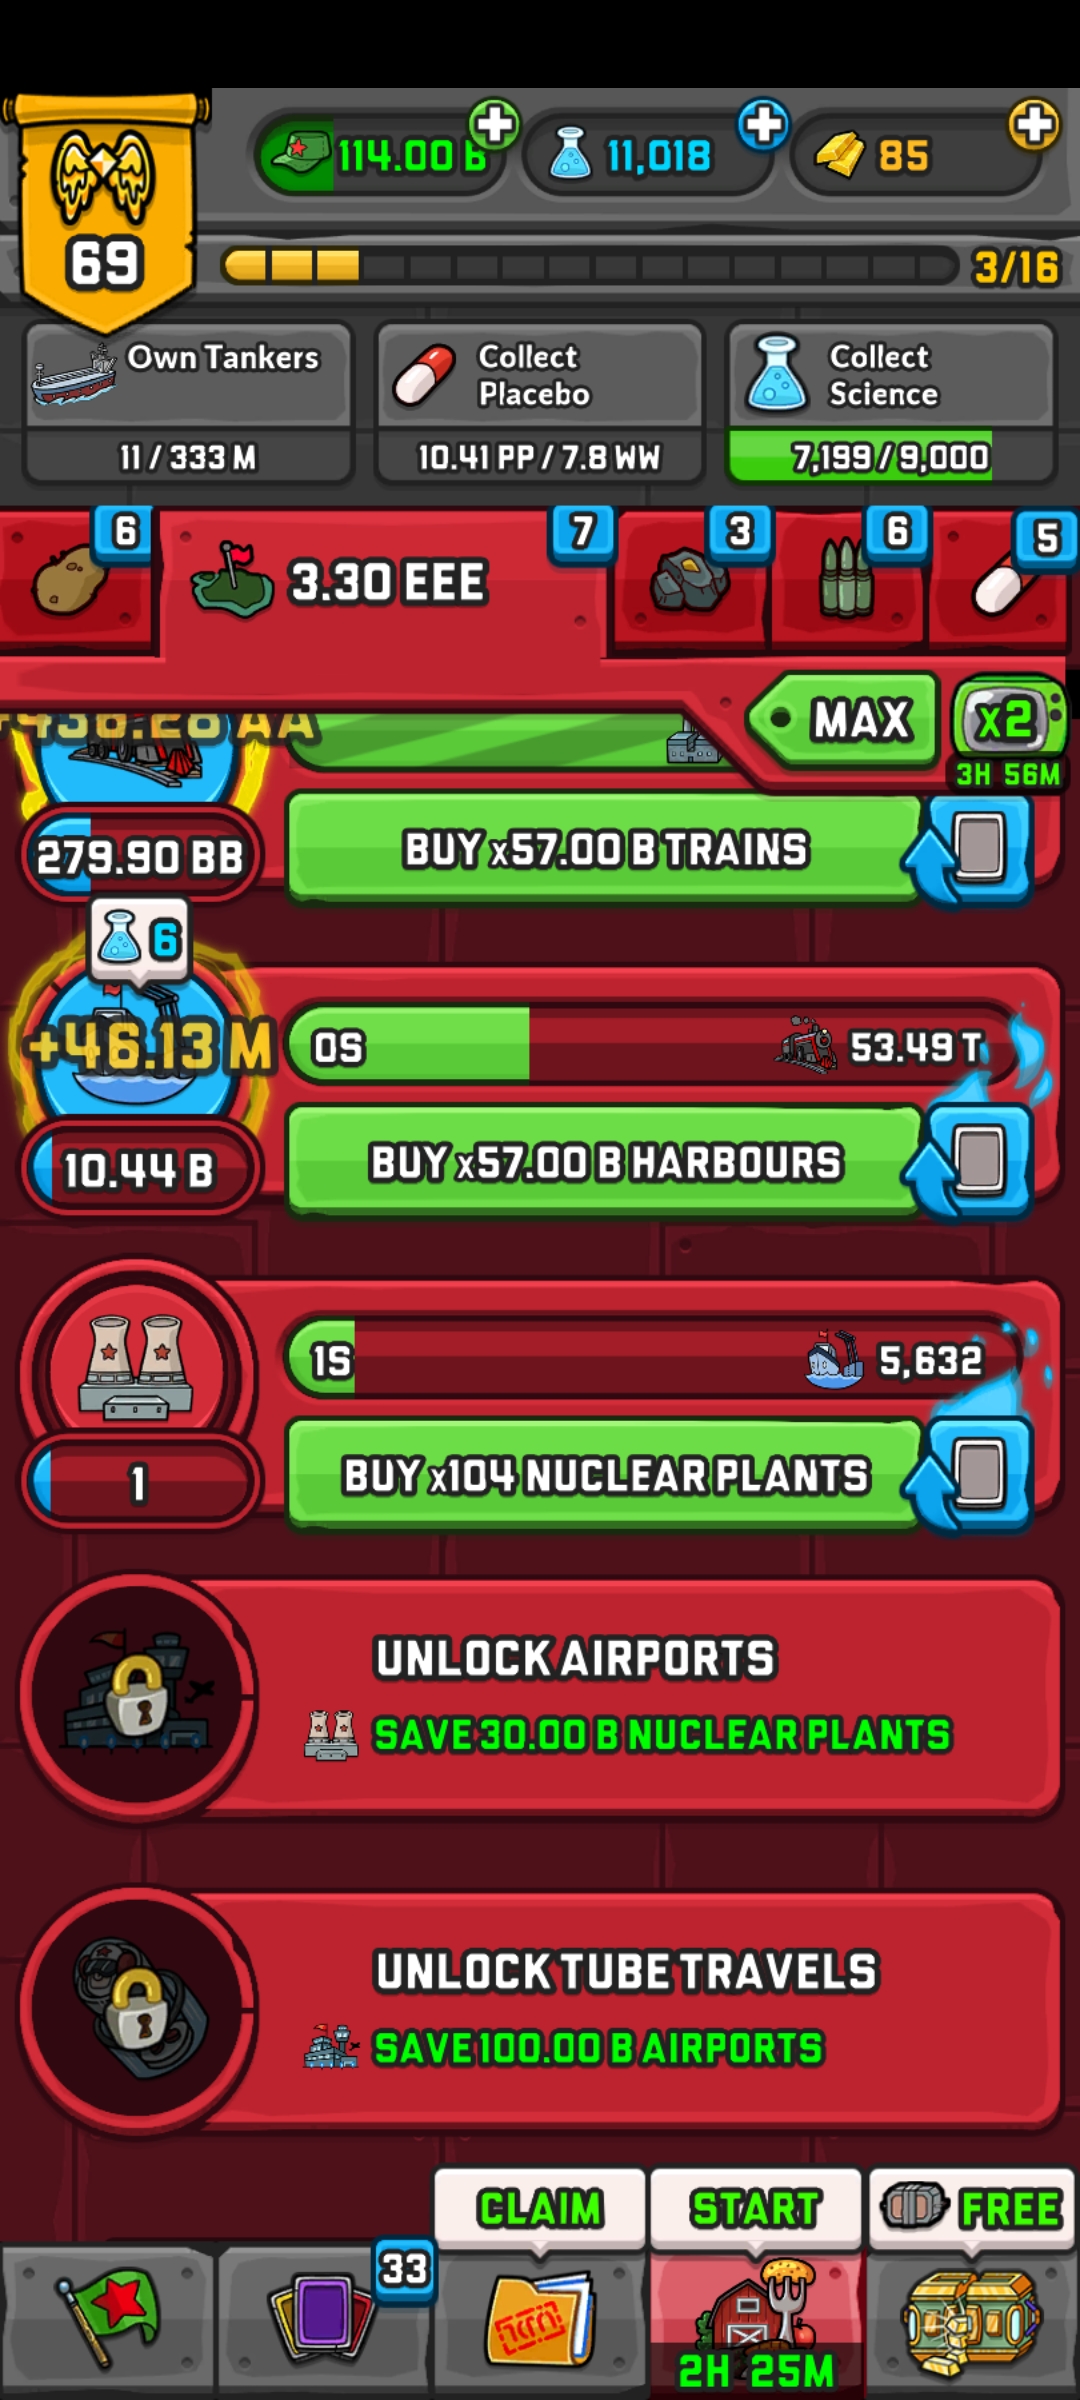 114.00 B
11,018
85
69
3/16
Own Tankers
11 / 333 M
Collect
Placebo
10.41 PP / 7.8 WW
Collect
Science
7,199 / 9,000
6
3.30 EEE
7
3
6
5
MAX
x2
3H 56M
+436.28 AA
279.90 BB
BUY x57.00 B TRAINS
6
+46.13 M
0S
53.49 T
10.44 B
BUY x57.00 B HARBOURS
1S
5,632
1
BUY x104 NUCLEAR PLANTS
UNLOCK AIRPORTS
SAVE 30.00 B NUCLEAR PLANTS
UNLOCK TUBE TRAVELS
SAVE 100.00 B AIRPORTS
CLAIM
START
FREE
33
2H 25M